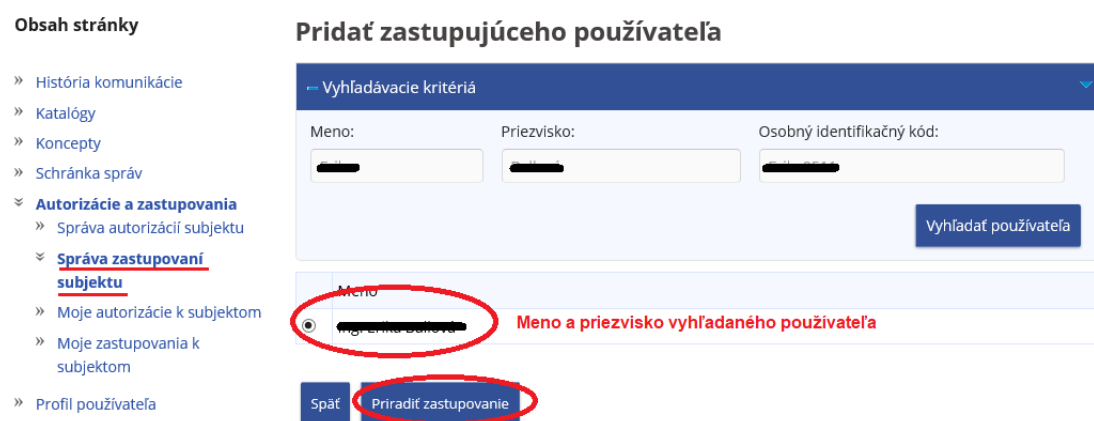 Obsah stránky
História komunikácie
Katalógy
Koncepty
Schránka správ
Autorizácie a zastupovania
Správa autorizácií subjektu
Správa zastupovaní
subjektu
Moje autorizácie k subjektom
Moje zastupovania k
subjektom
Profil používateľa
Pridať zastupujúceho používateľa
Vyhľadávacie kritériá
Meno: Priezvisko: Osobný identifikačný kód:
Vyhľadať používateľa
Meno
Meno a priezvisko vyhľadaného používateľa
Späť Priradiť zastupovanie